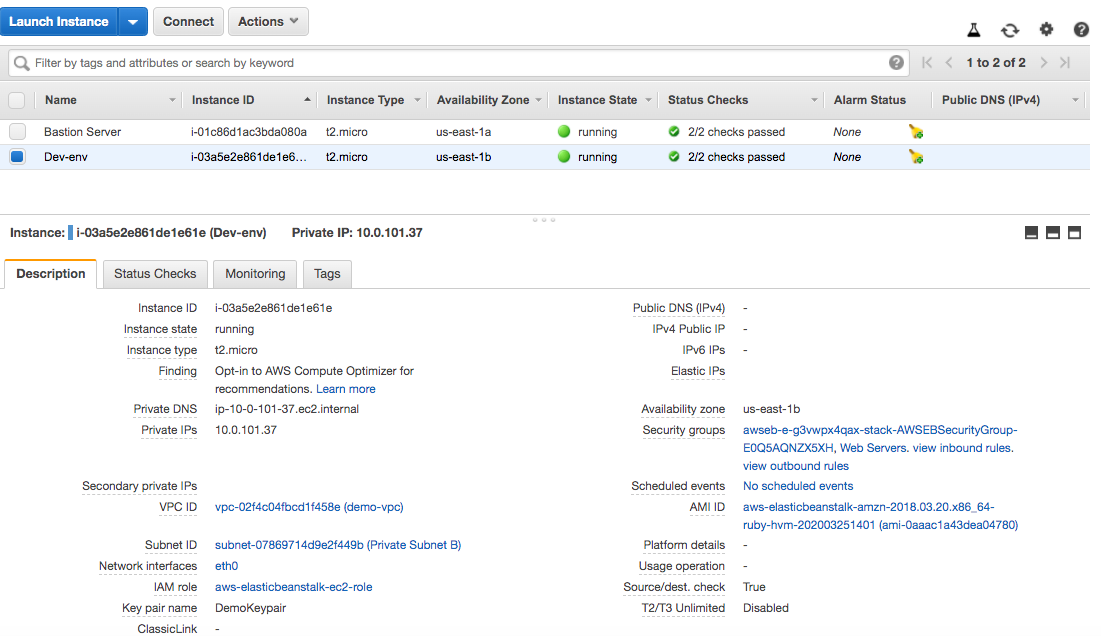 Launch Instance Connect Actions
Filter by tags and attributes or search by keyword 1 to 2 of 2
Name Instance ID Instance Type Availability Zone Instance State Status Checks Alarm Status Public DNS (IPv4)
Bastion Server i-01c86d1ac3bda080a t2.micro us-east-1a running 2/2 checks passed None
Dev-env i-03a5e2e861de1e6... t2.micro us-east-1b running 2/2 checks passed None
Instance: i-03a5e2e861de1e61e (Dev-env) Private IP: 10.0.101.37
Description Status Checks Monitoring Tags
Instance ID i-03a5e2e861de1e61e Public DNS (IPv4) -
Instance state running IPv4 Public IP -
Instance type t2.micro IPv6 IPs -
Finding Opt-in to AWS Compute Optimizer for Elastic IPs
recommendations. Learn more
Private DNS ip-10-0-101-37.ec2.internal Availability zone us-east-1b
Private IPs 10.0.101.37 Security groups awseb-e-g3vwpx4qax-stack-AWSEBSecurityGroup-
E0Q5AQNZX5XH, Web Servers. view inbound rules.
view outbound rules
Secondary private IPs Scheduled events No scheduled events
VPC ID vpc-02f4c04fbcd1f458e (demo-vpc) AMI ID aws-elasticbeanstalk-amzn-2018.03.20.x86_64-
ruby-hvm-202003251401 (ami-0aaac1a43dea04780)
Subnet ID subnet-07869714d9e2f449b (Private Subnet B) Platform details -
Network interfaces eth0 Usage operation -
IAM role aws-elasticbeanstalk-ec2-role Source/dest. check True
Key pair name DemoKeypair T2/T3 Unlimited Disabled
ClassicLink -